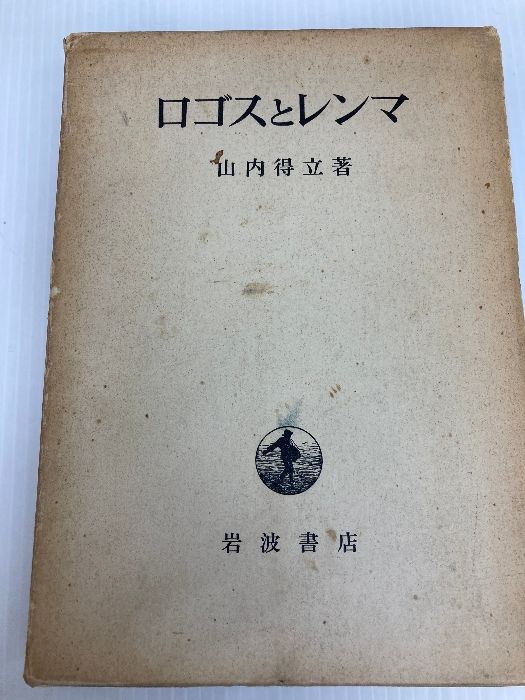 ロゴスとレンマ
山内得立著
岩波書店